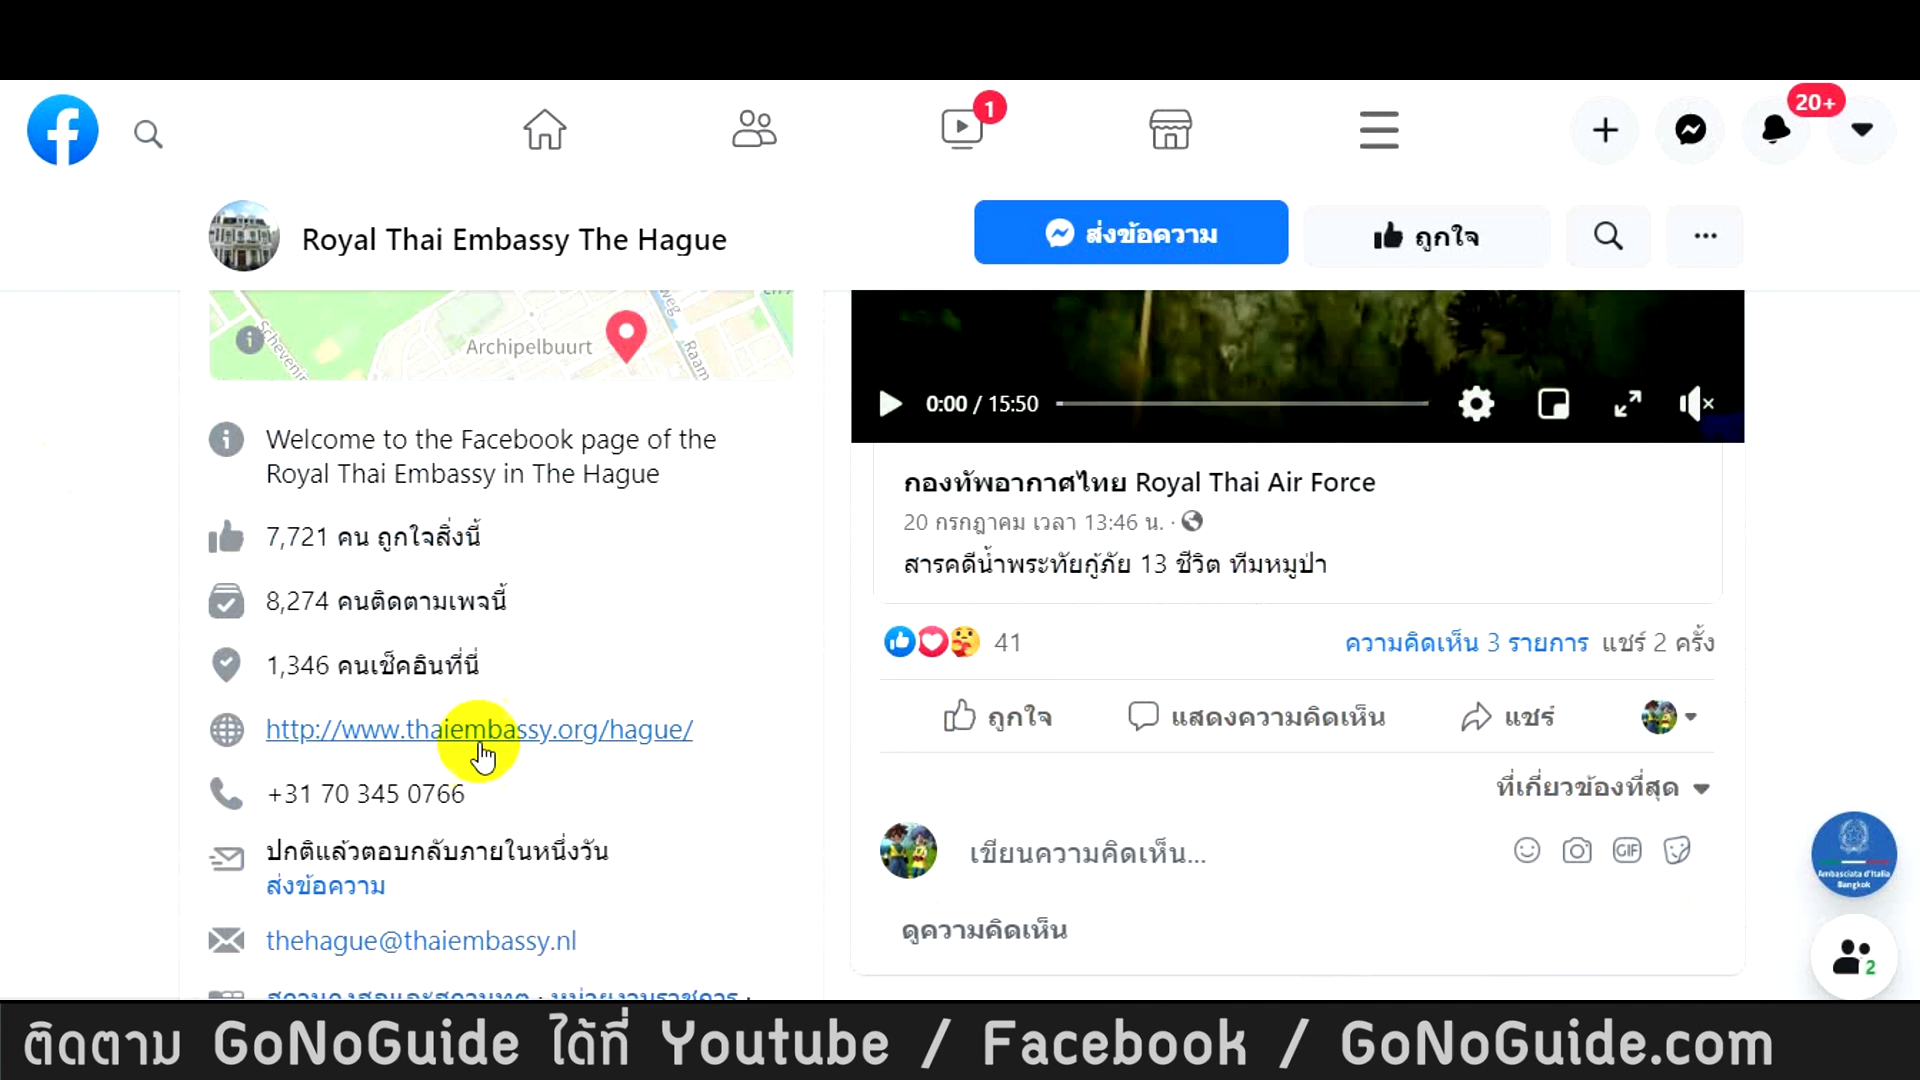 1
20+
Royal Thai Embassy The Hague
ส่งข้อความ
ถูกใจ
Archipelbuurt
Raam
weg
Welcome to the Facebook page of the
Royal Thai Embassy in The Hague
7,721 คน ถูกใจสิ่งนี้
8,274 คนติดตามเพจนี้
1,346 คนเช็คอินที่นี่
http://www.thaiembassy.org/hague/
+31 70 345 0766
ปกติแล้วตอบกลับภายในหนึ่งวัน
ส่งข้อความ
thehague@thaiembassy.nl
0:00 / 15:50
กองทัพอากาศไทย Royal Thai Air Force
20 กรกฎาคม เวลา 13:46 น. ·
สารคดีน้ำพระทัยกู้ภัย 13 ชีวิต ทีมหมูป่า
41
ความคิดเห็น 3 รายการ แชร์ 2 ครั้ง
ถูกใจ
แสดงความคิดเห็น
แชร์
ที่เกี่ยวข้องที่สุด
เขียนความคิดเห็น...
GIF
ดูความคิดเห็น
Ambasciata d'Italia
Bangkok
2
ติดตาม GoNoGuide ได้ที่ Youtube / Facebook / GoNoGuide.com